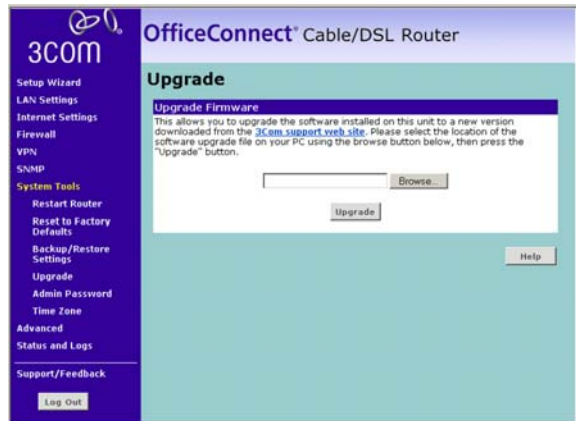 3COM
OfficeConnect® Cable/DSL Router
Setup Wizard
LAN Settings
Internet Settings
Firewall
VPN
SNMP
System Tools
Restart Router
Reset to Factory
Defaults
Backup/Restore
Settings
Upgrade
Admin Password
Time Zone
Advanced
Status and Logs
Support/Feedback
Log Out
Upgrade
Upgrade Firmware
This allows you to upgrade the software installed on this unit to a new version
downloaded from the 3Com support web site. Please select the location of the
software upgrade file on your PC using the browse button below, then press the
"Upgrade" button.
Browse...
Upgrade
Help